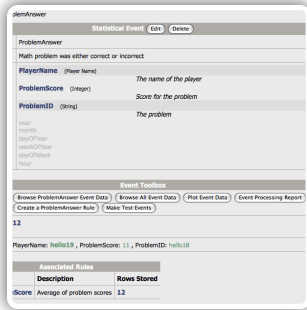 blemAnswer
Statistical Event Edit Delete
ProblemAnswer
Math problem was either correct or incorrect
PlayerName (Player Name)
The name of the player
ProblemScore (Integer)
Score for the problem
ProblemID (String)
The problem
year
month
dayOfYear
weekOfYear
dayOfWeek
hour
Event Toolbox
Browse ProblemAnswer Event Data Browse All Event Data Plot Event Data Event Processing Report
Create a ProblemAnswer Rule Make Test Events
12
PlayerName: hello19 , ProblemScore: 11 , ProblemID: hello18
Associated Rules
Description Rows Stored
nScore Average of problem scores 12